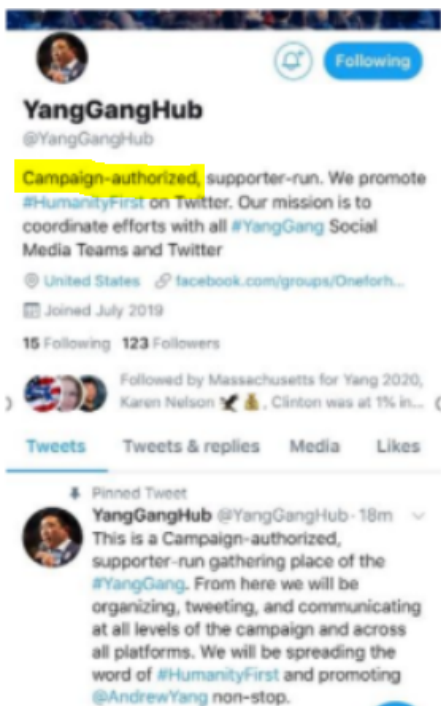 Following
YangGangHub
@YangGangHub
Campaign-authorized, supporter-run. We promote
#HumanityFirst on Twitter. Our mission is to
coordinate efforts with all #YangGang Social
Media Teams and Twitter
United States facebook.com/groups/Oneforh...
Joined July 2019
15 Following 123 Followers
Followed by Massachusetts for Yang 2020,
Karen Nelson 🦅 💰, Clinton was at 1% in...
Tweets Tweets & replies Media Likes
Pinned Tweet
YangGangHub @YangGangHub · 18m
This is a Campaign-authorized,
supporter-run gathering place of the
#YangGang. From here we will be
organizing, tweeting, and communicating
at all levels of the campaign and across
all platforms. We will be spreading the
word of #HumanityFirst and promoting
@AndrewYang non-stop.